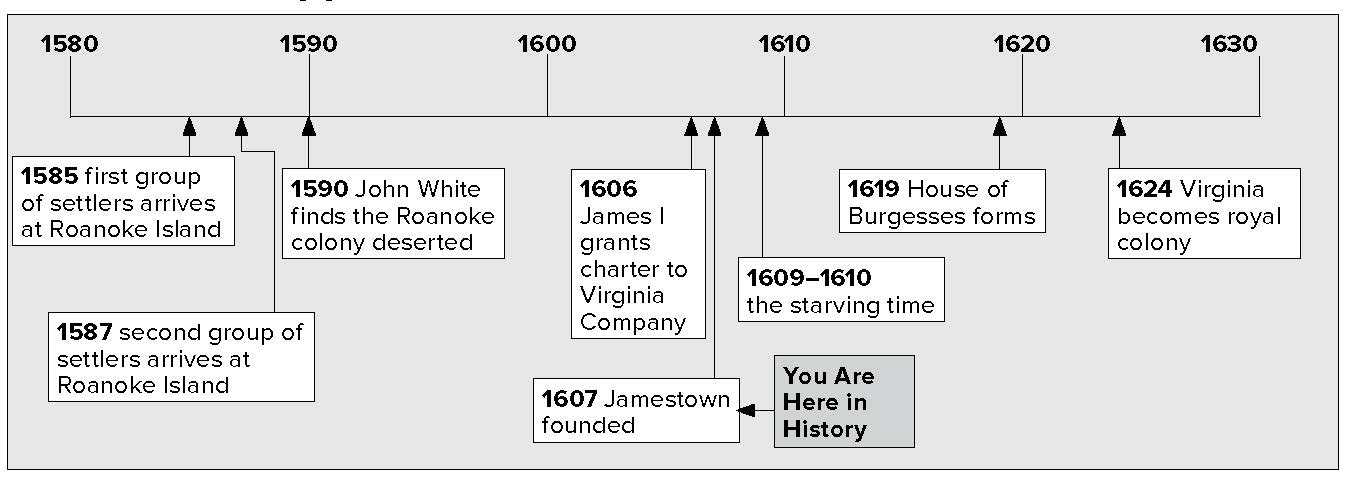 1580 1590 1600 1610 1620 1630
1585 first group
of settlers arrives
at Roanoke Island
1587 second group of
settlers arrives at
Roanoke Island
1590 John White
finds the Roanoke
colony deserted
1606
James I
grants
charter to
Virginia
Company
1607 Jamestown
founded
You Are
Here in
History
1609–1610
the starving time
1619 House of
Burgesses forms
1624 Virginia
becomes royal
colony